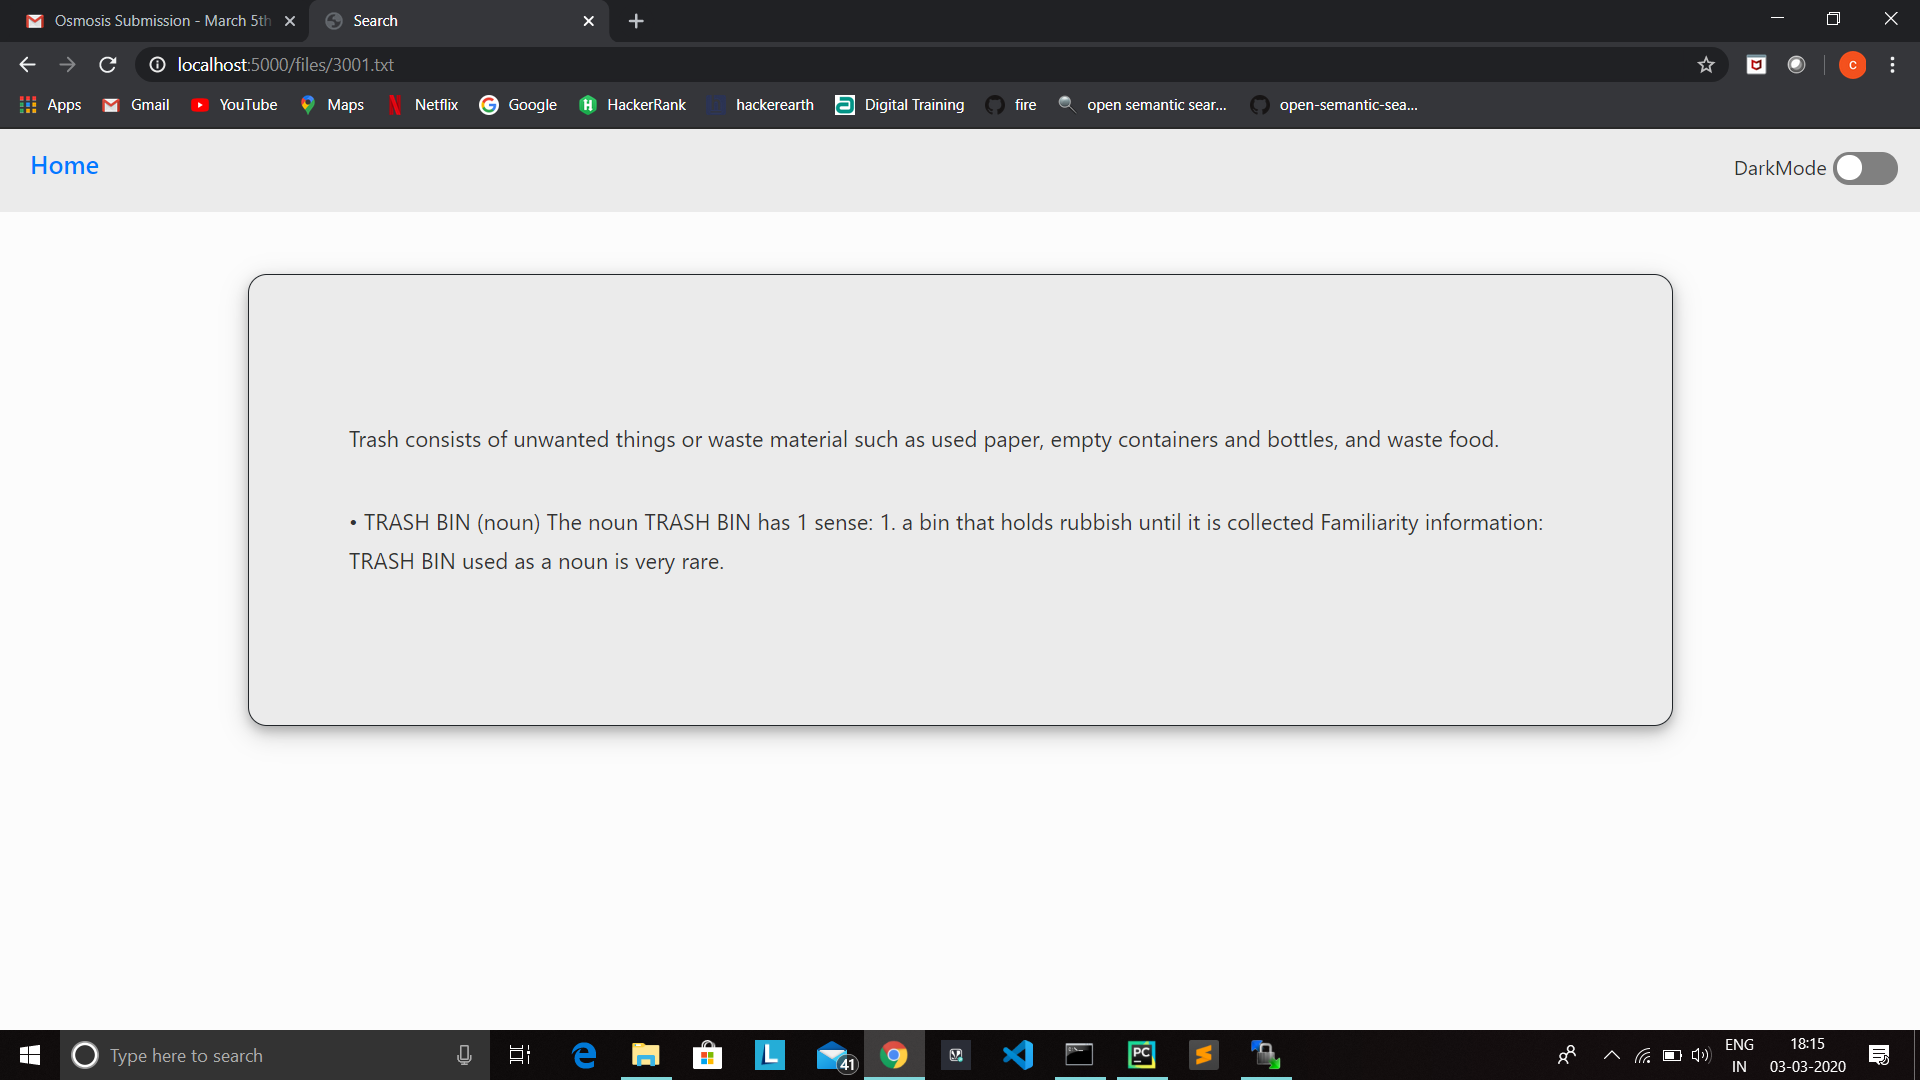 Osmosis Submission - March 5th
Search
localhost:5000/files/3001.txt
c
Apps
Gmail
YouTube
Maps
Netflix
Google
HackerRank
hackerearth
Digital Training
fire
open semantic sear...
open-semantic-sea...
Home
DarkMode
Trash consists of unwanted things or waste material such as used paper, empty containers and bottles, and waste food.
• TRASH BIN (noun) The noun TRASH BIN has 1 sense: 1. a bin that holds rubbish until it is collected Familiarity information:
TRASH BIN used as a noun is very rare.
Type here to search
L
41
PC
ENG
IN
18:15
03-03-2020